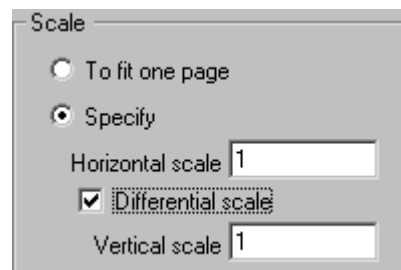 Scale
To fit one page
Specify
Horizontal scale 1
Differential scale
Vertical scale 1